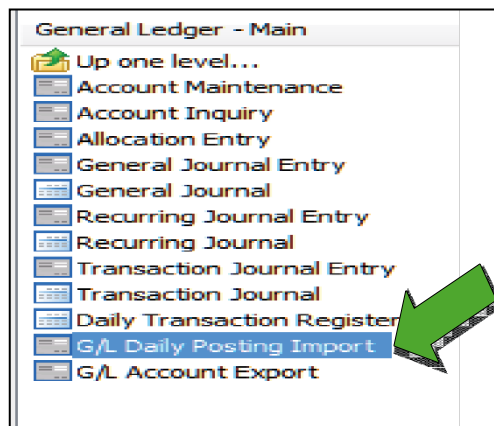 General Ledger - Main
Up one level...
Account Maintenance
Account Inquiry
Allocation Entry
General Journal Entry
General Journal
Recurring Journal Entry
Recurring Journal
Transaction Journal Entry
Transaction Journal
Daily Transaction Register
G/L Daily Posting Import
G/L Account Export